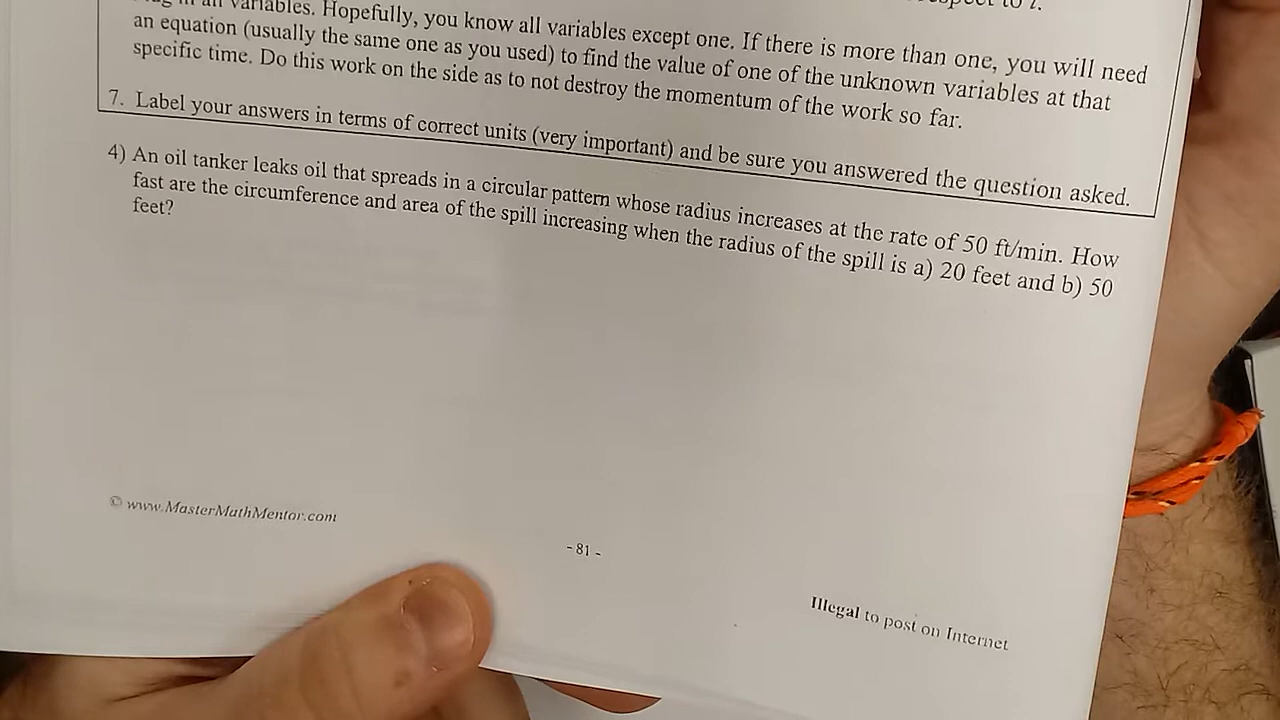 all variables. Hopefully, you know all variables except one. If there is more than one, you will need
an equation (usually the same one as you used) to find the value of one of the unknown variables at that
specific time. Do this work on the side as to not destroy the momentum of the work so far.
7. Label your answers in terms of correct units (very important) and be sure you answered the question asked.
4) An oil tanker leaks oil that spreads in a circular pattern whose radius increases at the rate of 50 ft/min. How
fast are the circumference and area of the spill increasing when the radius of the spill is a) 20 feet and b) 50
feet?
© www.MasterMathMentor.com
- 81 -
Illegal to post on Internet